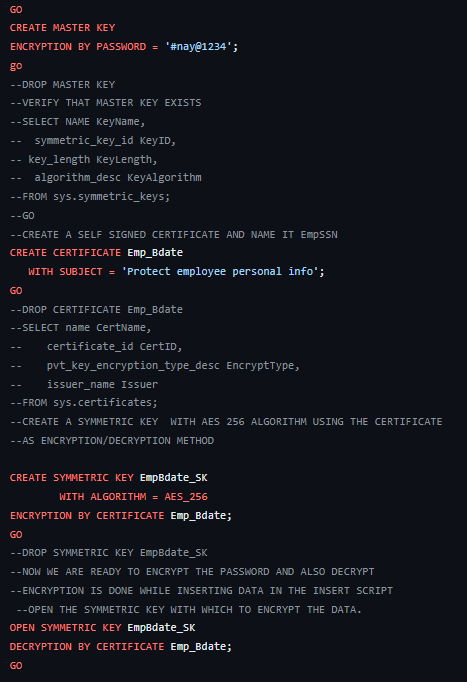 GO
CREATE MASTER KEY
ENCRYPTION BY PASSWORD = '#nay@1234';
go
--DROP MASTER KEY
--VERIFY THAT MASTER KEY EXISTS
--SELECT NAME KeyName,
--  symmetric_key_id KeyID,
-- key_length KeyLength,
--  algorithm_desc KeyAlgorithm
--FROM sys.symmetric_keys;
--GO
--CREATE A SELF SIGNED CERTIFICATE AND NAME IT EmpSSN
CREATE CERTIFICATE Emp_Bdate
   WITH SUBJECT = 'Protect employee personal info';
GO
--DROP CERTIFICATE Emp_Bdate
--SELECT name CertName,
--    certificate_id CertID,
--    pvt_key_encryption_type_desc EncryptType,
--    issuer_name Issuer
--FROM sys.certificates;
--CREATE A SYMMETRIC KEY  WITH AES 256 ALGORITHM USING THE CERTIFICATE
--AS ENCRYPTION/DECRYPTION METHOD
CREATE SYMMETRIC KEY EmpBdate_SK
        WITH ALGORITHM = AES_256
ENCRYPTION BY CERTIFICATE Emp_Bdate;
GO
--DROP SYMMETRIC KEY EmpBdate_SK
--NOW WE ARE READY TO ENCRYPT THE PASSWORD AND ALSO DECRYPT
--ENCRYPTION IS DONE WHILE INSERTING DATA IN THE INSERT SCRIPT
 --OPEN THE SYMMETRIC KEY WITH WHICH TO ENCRYPT THE DATA.
OPEN SYMMETRIC KEY EmpBdate_SK
DECRYPTION BY CERTIFICATE Emp_Bdate;
GO